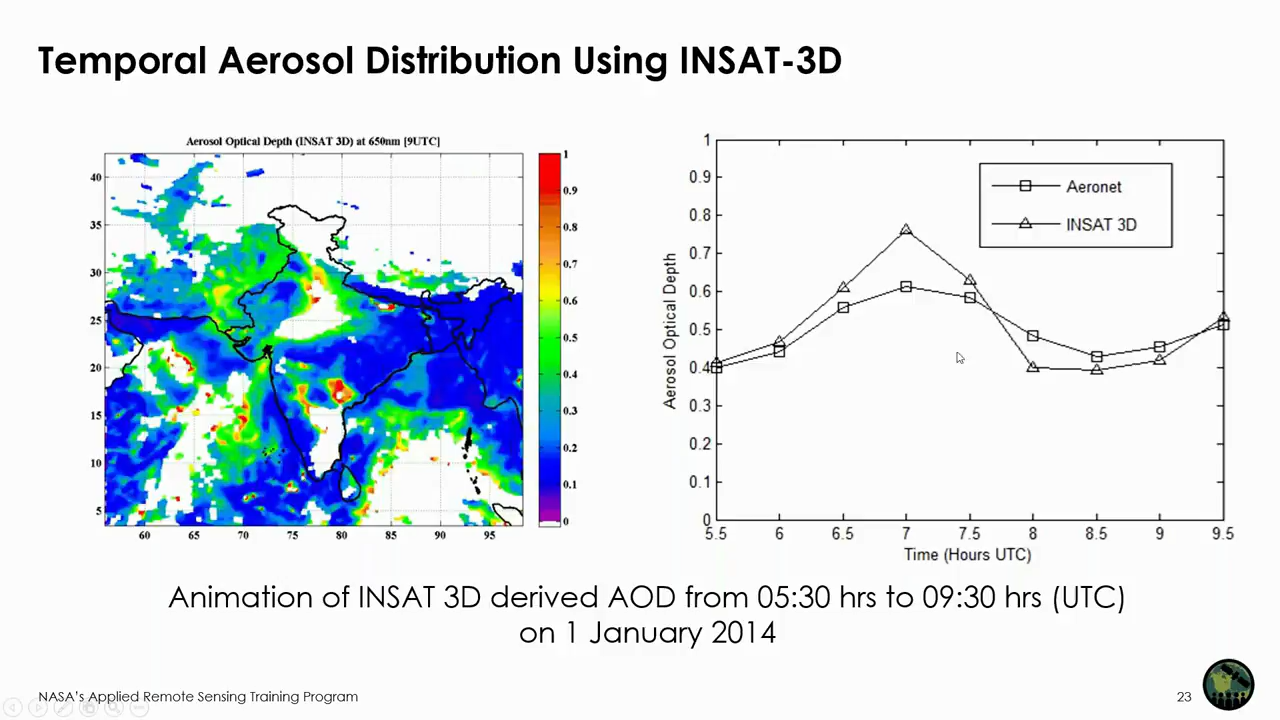 Temporal Aerosol Distribution Using INSAT-3D
Aerosol Optical Depth (INSAT 3D) at 650nm [9UTC]
40
35
30
25
20
15
10
5
60 65 70 75 80 85 90 95
1
0.9
0.8
0.7
0.6
0.5
0.4
0.3
0.2
0.1
0
Aerosol Optical Depth
1
0.9
0.8
0.7
0.6
0.5
0.4
0.3
0.2
0.1
0
Aeronet
INSAT 3D
5.5 6 6.5 7 7.5 8 8.5 9 9.5
Time (Hours UTC)
Animation of INSAT 3D derived AOD from 05:30 hrs to 09:30 hrs (UTC)
on 1 January 2014
NASA's Applied Remote Sensing Training Program
23